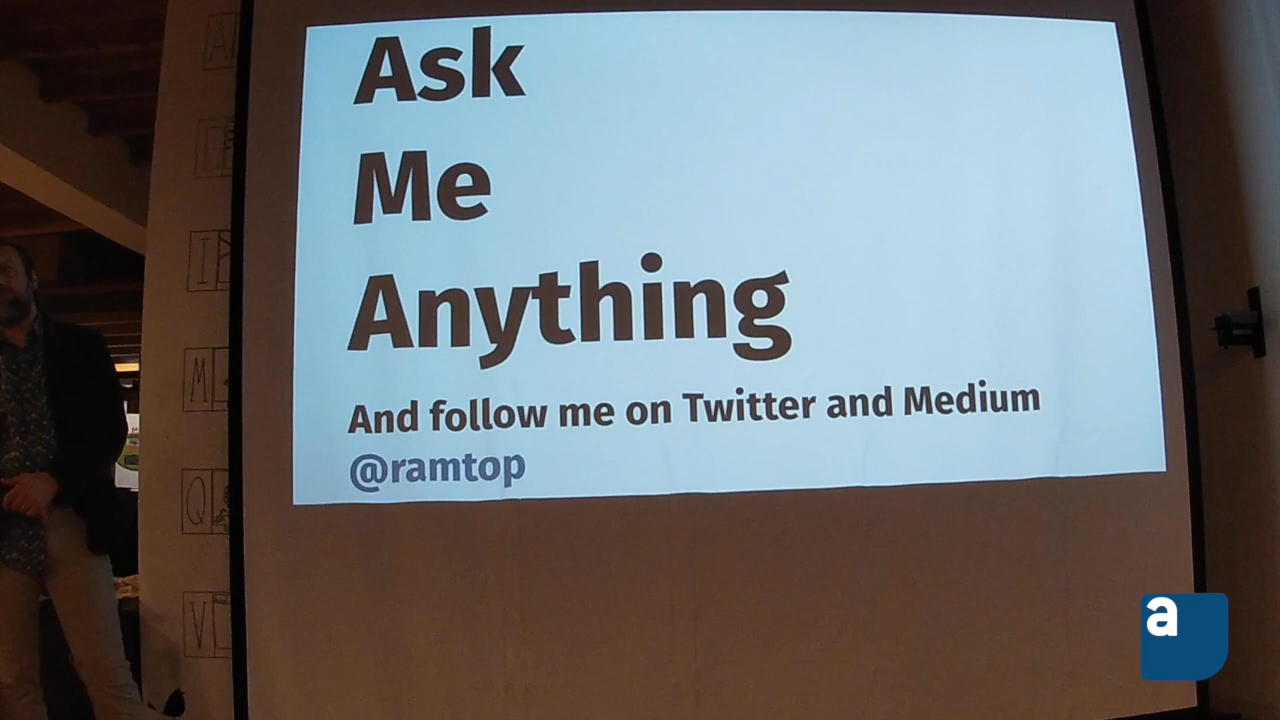 Ask
Me
Anything
And follow me on Twitter and Medium
@ramtop
A
I
M
Q
V
a